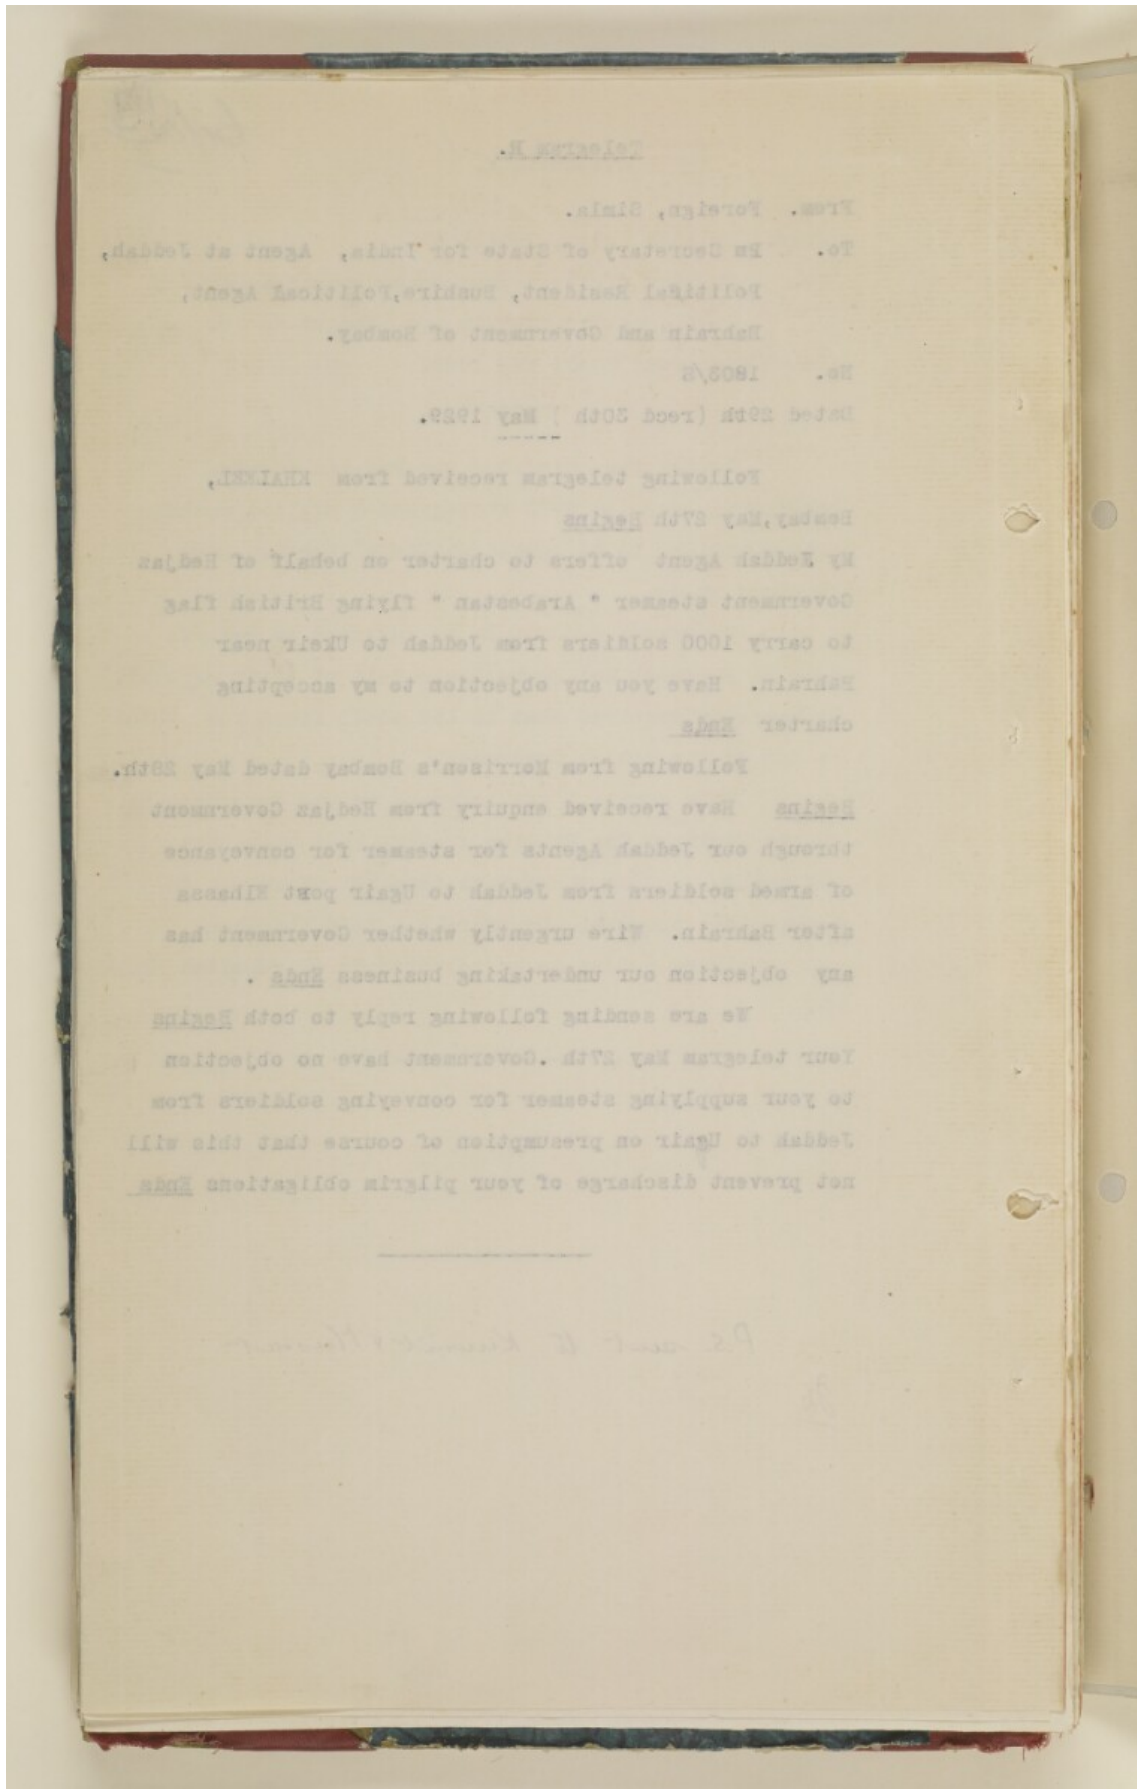 Telegram R.
From. Foreign, Simla.
To. Rm Secretary of State for India, Agent at Jeddah,
Political Resident, Bushire, Political Agent,
Bahrain and Government of Bombay.
No. 1803/S
Dated 29th (recd 30th ) May 1929.
-----
Following telegram received from KHALEEL,
Bombay, May 27th Begins
My Jeddah Agent offers to charter on behalf of Hedjas
Government steamer " Arabestan " flying British flag
to carry 1000 soldiers from Jeddah to Ukeir near
Bahrain. Have you any objection to my accepting
charter Ends
Following from Morrison's Bombay dated May 28th.
Begins Have received enquiry from Hedjas Government
through our Jeddah Agents for steamer for conveyance
of armed soldiers from Jeddah to Ugair port Elhassa
after Bahrain. Wire urgently whether Government has
any objection our undertaking business Ends .
We are sending following reply to both Begins
Your telegram May 27th .Government have no objection
to your supplying steamer for conveying soldiers from
Jeddah to Ugair on presumption of course that this will
not prevent discharge of your pilgrim obligations Ends
P.S. sent to